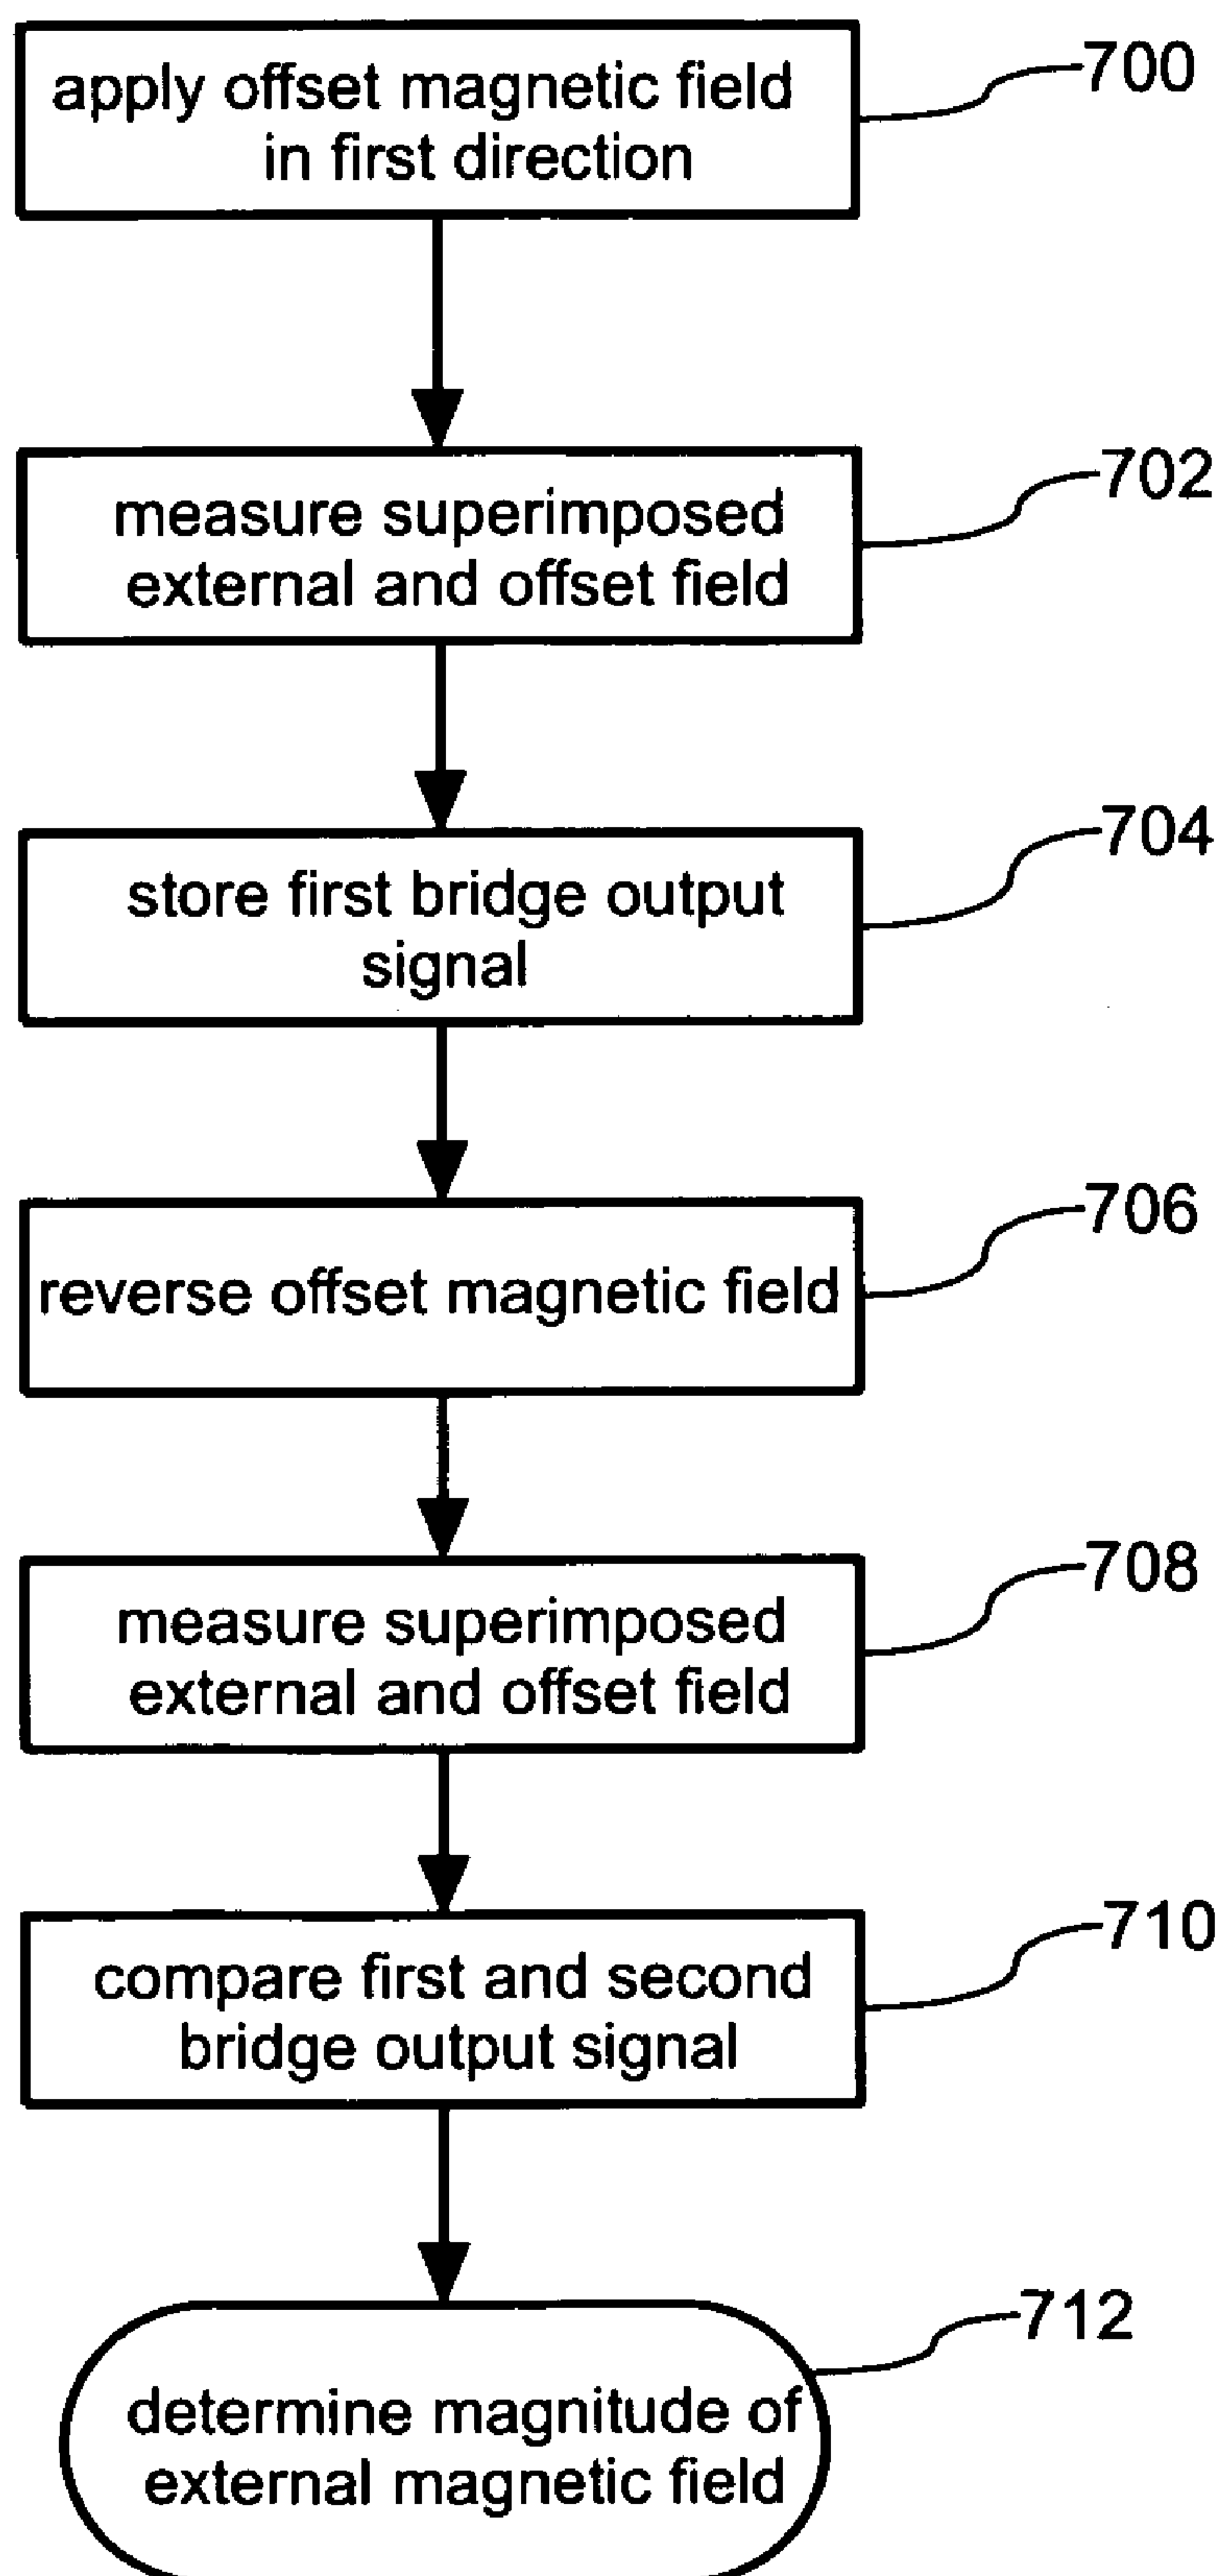 apply offset magnetic field
in first direction
700
measure superimposed
external and offset field
702
store first bridge output
signal
704
reverse offset magnetic field
706
measure superimposed
external and offset field
708
compare first and second
bridge output signal
710
determine magnitude of
external magnetic field
712